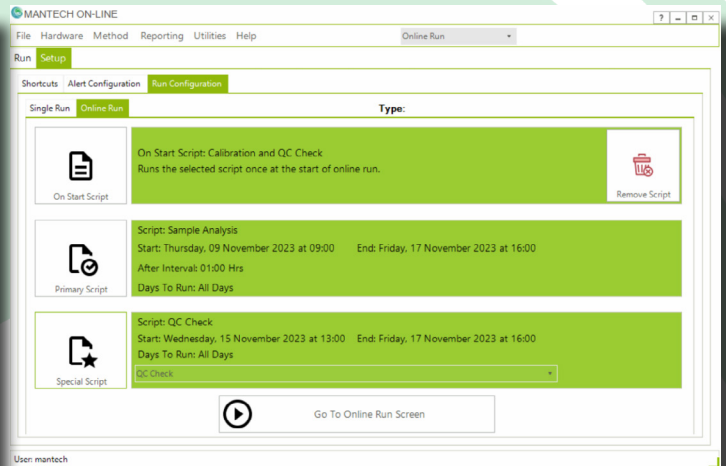 MANTECH ON-LINE
? – □ ×
File Hardware Method Reporting Utilities Help Online Run
Run Setup
Shortcuts Alert Configuration Run Configuration
Single Run Online Run Type:
On Start Script: Calibration and QC Check
Runs the selected script once at the start of online run.
On Start Script
Remove Script
Script: Sample Analysis
Start: Thursday, 09 November 2023 at 09:00 End: Friday, 17 November 2023 at 16:00
After Interval: 01:00 Hrs
Days To Run: All Days
Primary Script
Script: QC Check
Start: Wednesday, 15 November 2023 at 13:00 End: Friday, 17 November 2023 at 16:00
Days To Run: All Days
QC Check
Special Script
Go To Online Run Screen
User: mantech